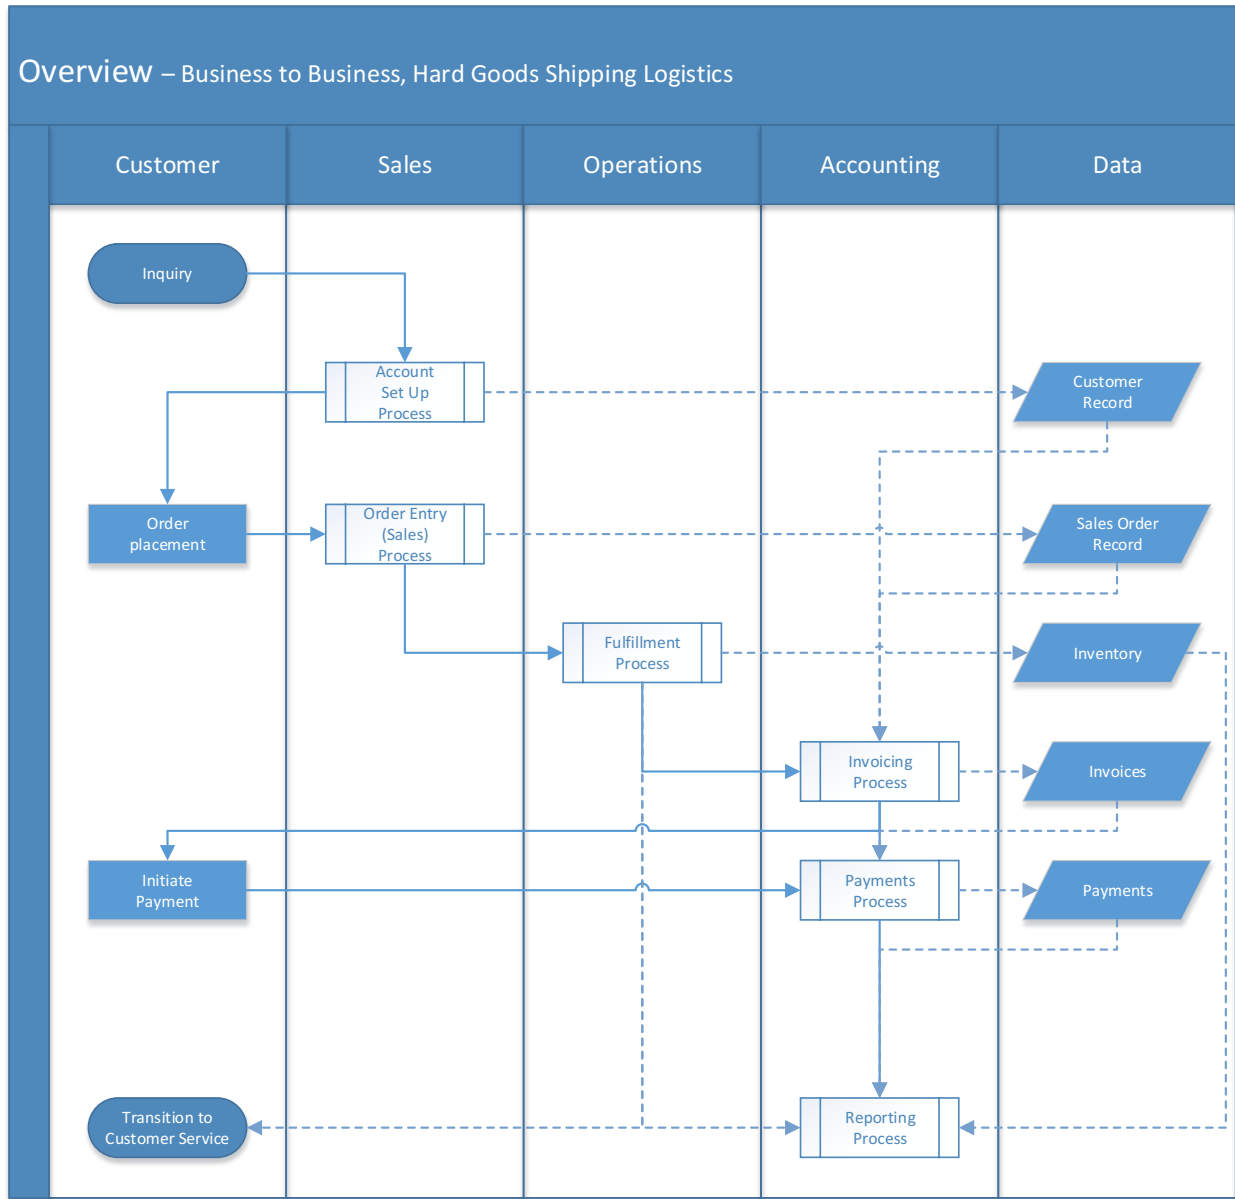 Overview – Business to Business, Hard Goods Shipping Logistics
Customer
Sales
Operations
Accounting
Data
Inquiry
Account
Set Up
Process
Customer
Record
Order
placement
Order Entry
(Sales)
Process
Sales Order
Record
Fulfillment
Process
Inventory
Invoicing
Process
Invoices
Initiate
Payment
Payments
Process
Payments
Transition to
Customer Service
Reporting
Process